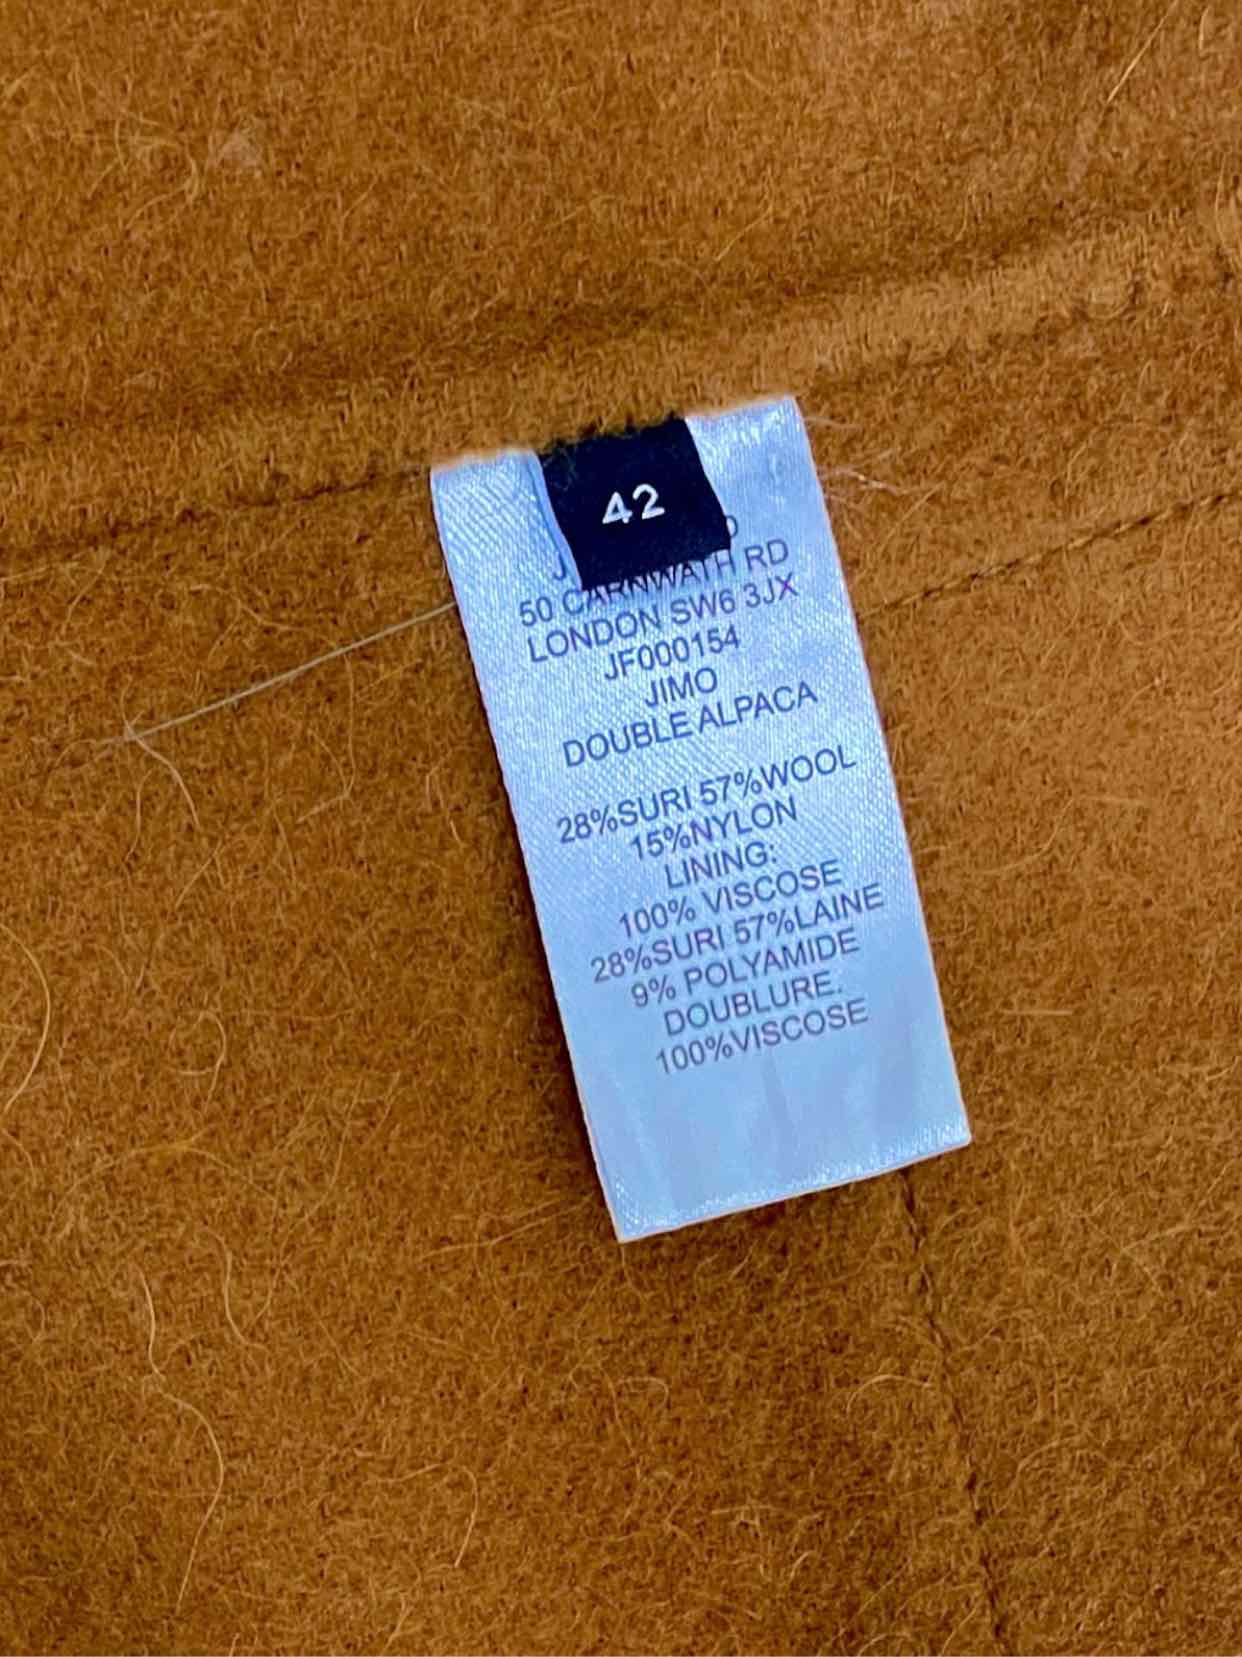 42
50 CARNWATH RD
LONDON SW6 3JX
JF000154
JIMO
DOUBLE ALPACA
28%SURI 57%WOOL
15%NYLON
LINING:
100% VISCOSE
28%SURI 57%LAINE
9% POLYAMIDE
DOUBLURE.
100%VISCOSE